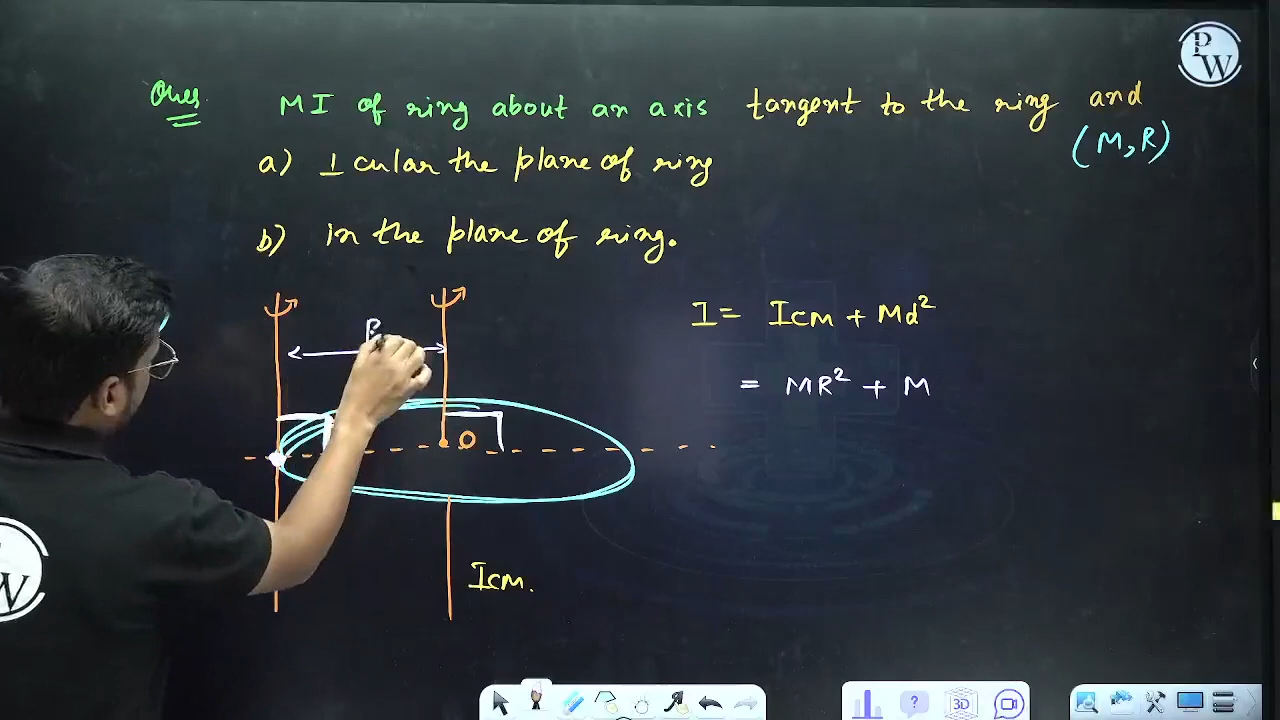 Ques. MI of ring about an axis tangent to the ring and
(M,R)
a) ⊥ cular the plane of ring
b) in the plane of ring.
R
I = Icm + Md²
= MR² + M
O
Icm.
PW
W
3D